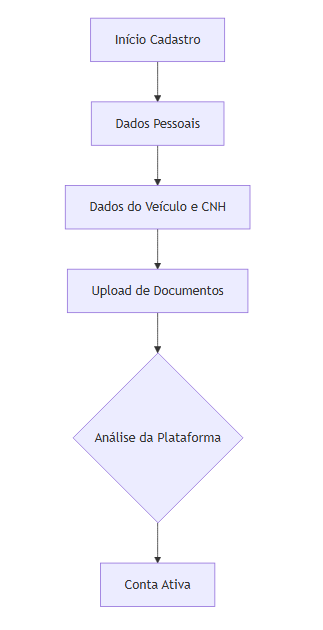 Início Cadastro
Dados Pessoais
Dados do Veículo e CNH
Upload de Documentos
Análise da Plataforma
Conta Ativa